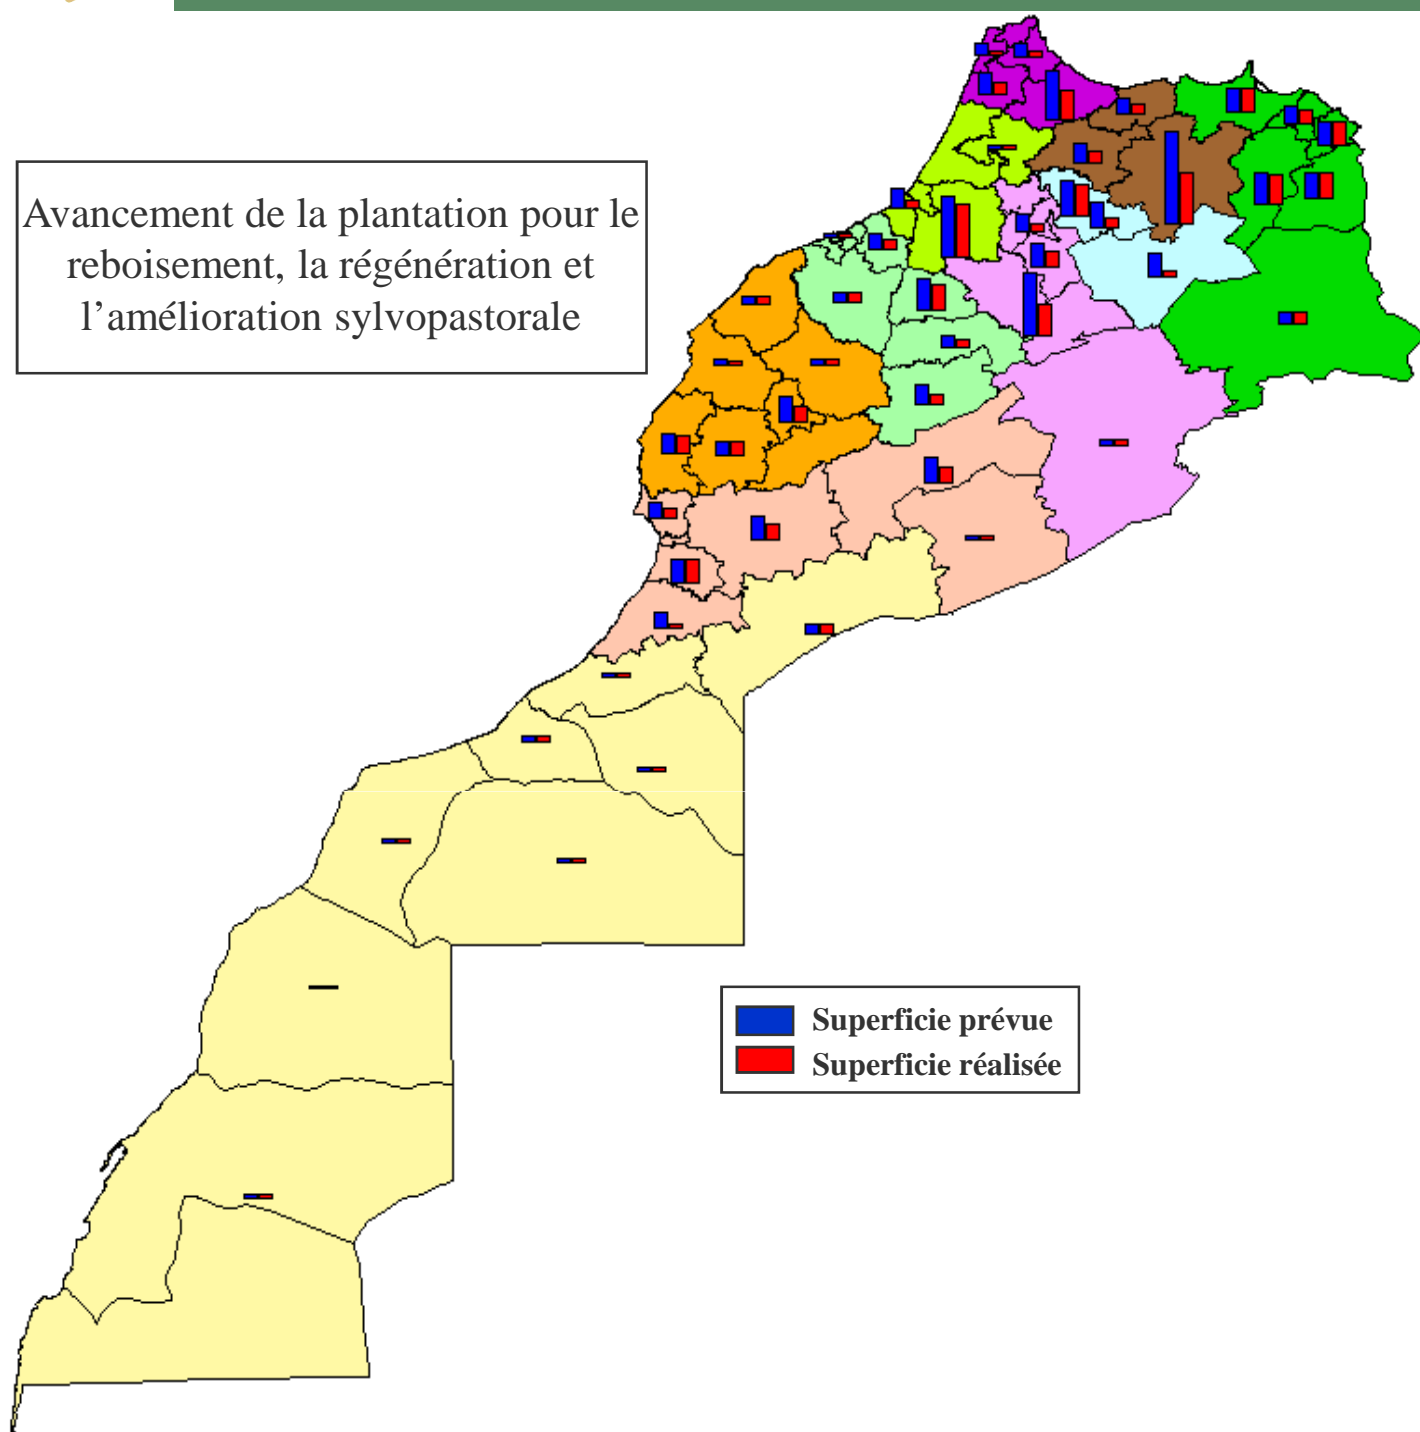 Avancement de la plantation pour le
reboisement, la régénération et
l’amélioration sylvopastorale
Superficie prévue
Superficie réalisée